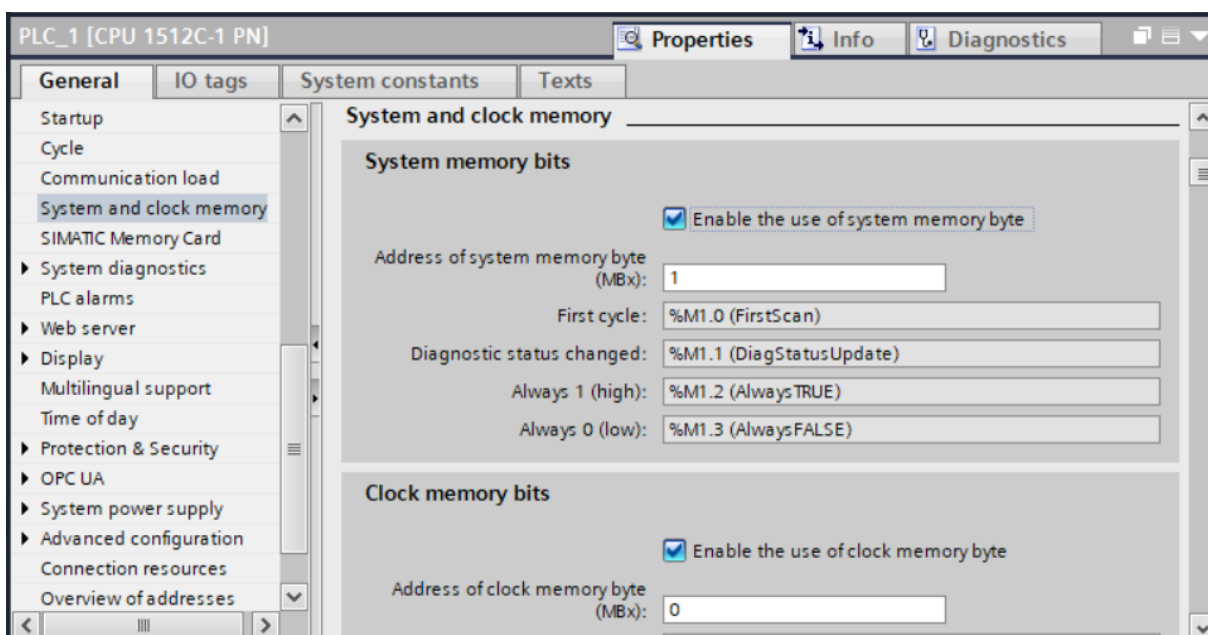 PLC_1 [CPU 1512C-1 PN]
Properties
Info
Diagnostics
General
IO tags
System constants
Texts
Startup
Cycle
Communication load
System and clock memory
SIMATIC Memory Card
System diagnostics
PLC alarms
Web server
Display
Multilingual support
Time of day
Protection & Security
OPC UA
System power supply
Advanced configuration
Connection resources
Overview of addresses
System and clock memory
System memory bits
Enable the use of system memory byte
Address of system memory byte
(MBx): 1
First cycle: %M1.0 (FirstScan)
Diagnostic status changed: %M1.1 (DiagStatusUpdate)
Always 1 (high): %M1.2 (AlwaysTRUE)
Always 0 (low): %M1.3 (AlwaysFALSE)
Clock memory bits
Enable the use of clock memory byte
Address of clock memory byte
(MBx): 0